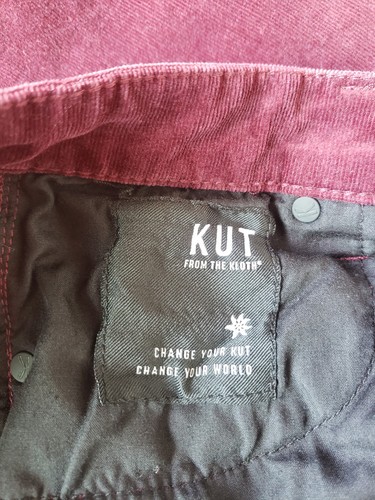 KUT
FROM THE KLOTH®
CHANGE YOUR KUT
CHANGE YOUR WORLD